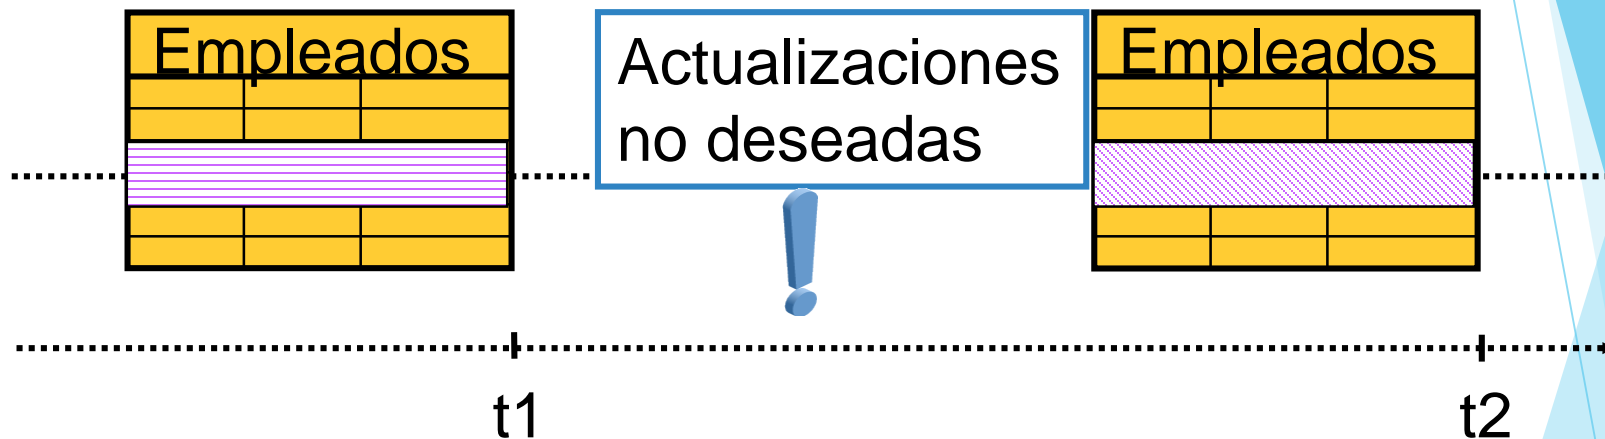 Empleados
Actualizaciones
no deseadas
Empleados
t1
t2